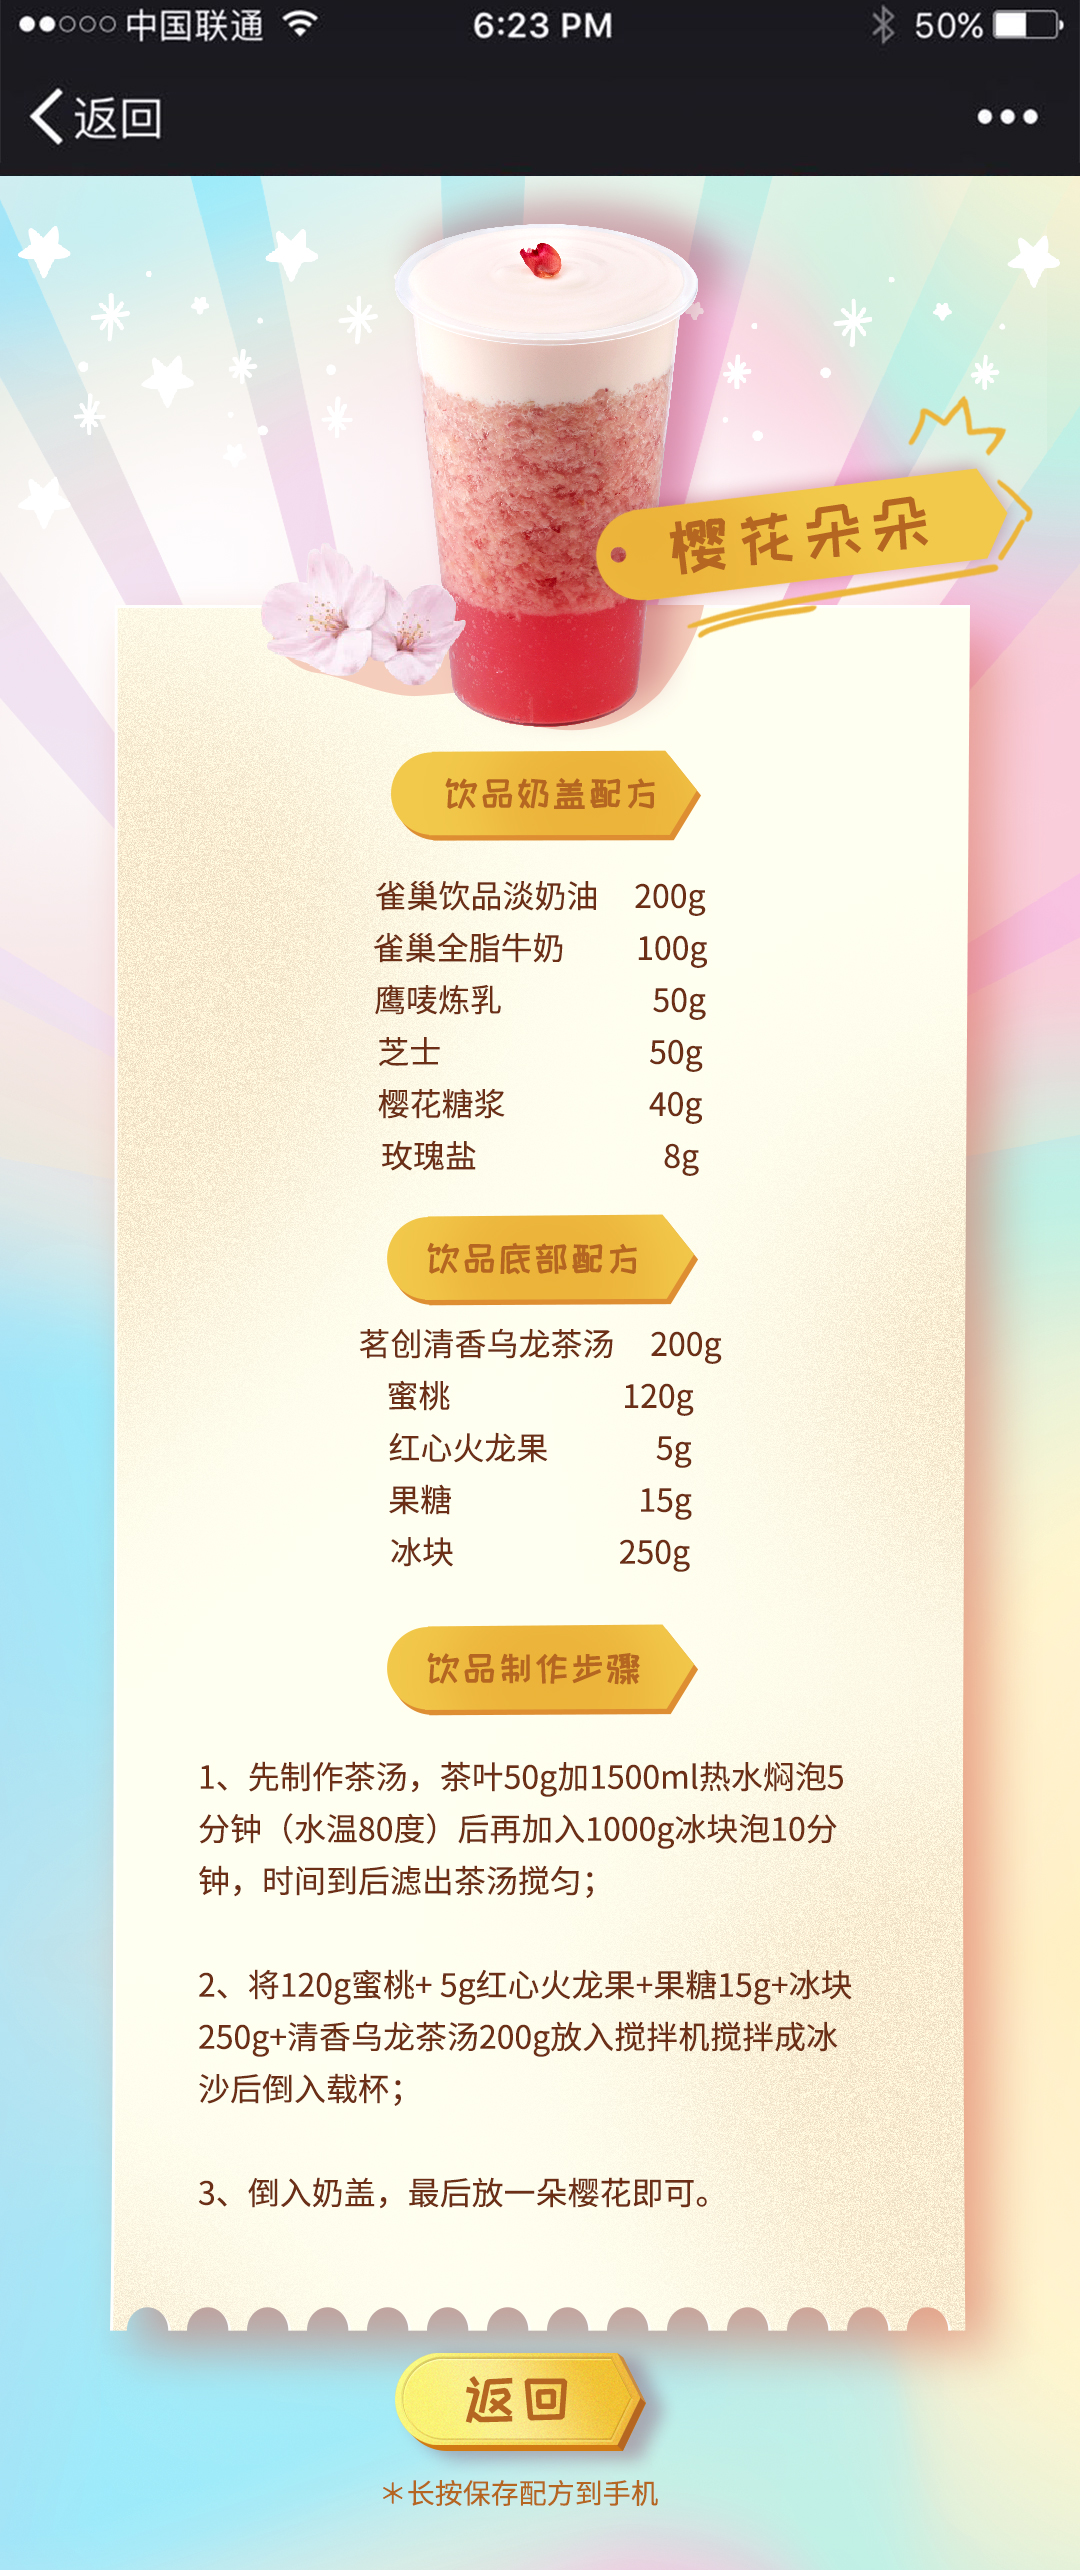 中国联通 6:23 PM 50%
返回
樱花朵朵
饮品奶盖配方
雀巢饮品淡奶油 200g
雀巢全脂牛奶 100g
鹰唛炼乳 50g
芝士 50g
樱花糖浆 40g
玫瑰盐 8g
饮品底部配方
茗创清香乌龙茶汤 200g
蜜桃 120g
红心火龙果 5g
果糖 15g
冰块 250g
饮品制作步骤
1、先制作茶汤，茶叶50g加1500ml热水焖泡5
分钟（水温80度）后再加入1000g冰块泡10分
钟，时间到后滤出茶汤搅匀；
2、将120g蜜桃+ 5g红心火龙果+果糖15g+冰块
250g+清香乌龙茶汤200g放入搅拌机搅拌成冰
沙后倒入载杯；
3、倒入奶盖，最后放一朵樱花即可。
返回
＊长按保存配方到手机